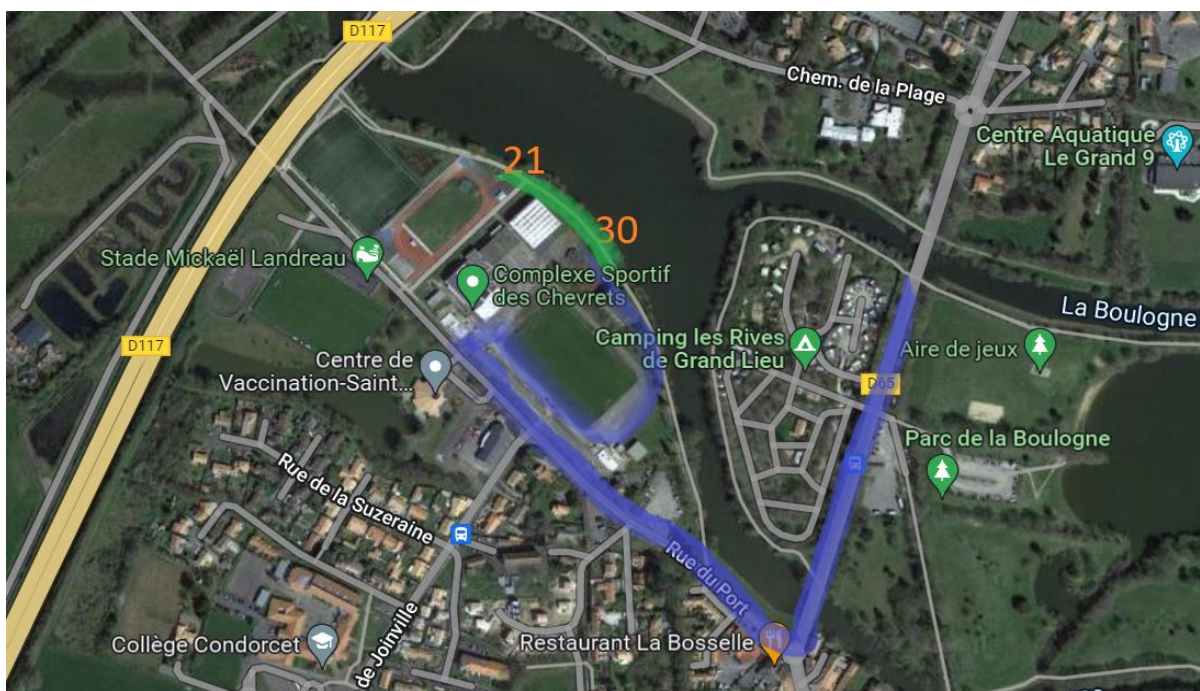 D117
Chem. de la Plage
Centre Aquatique
Le Grand 9
21
30
Stade Mickaël Landreau
Complexe Sportif
des Chevrets
La Boulogne
D117
Camping les Rives
de Grand Lieu
Aire de jeux
Centre de
Vaccination-Saint...
D65
Parc de la Boulogne
Rue de la Suzeraine
Rue du Port
de Joinville
Collège Condorcet
Restaurant La Bosselle